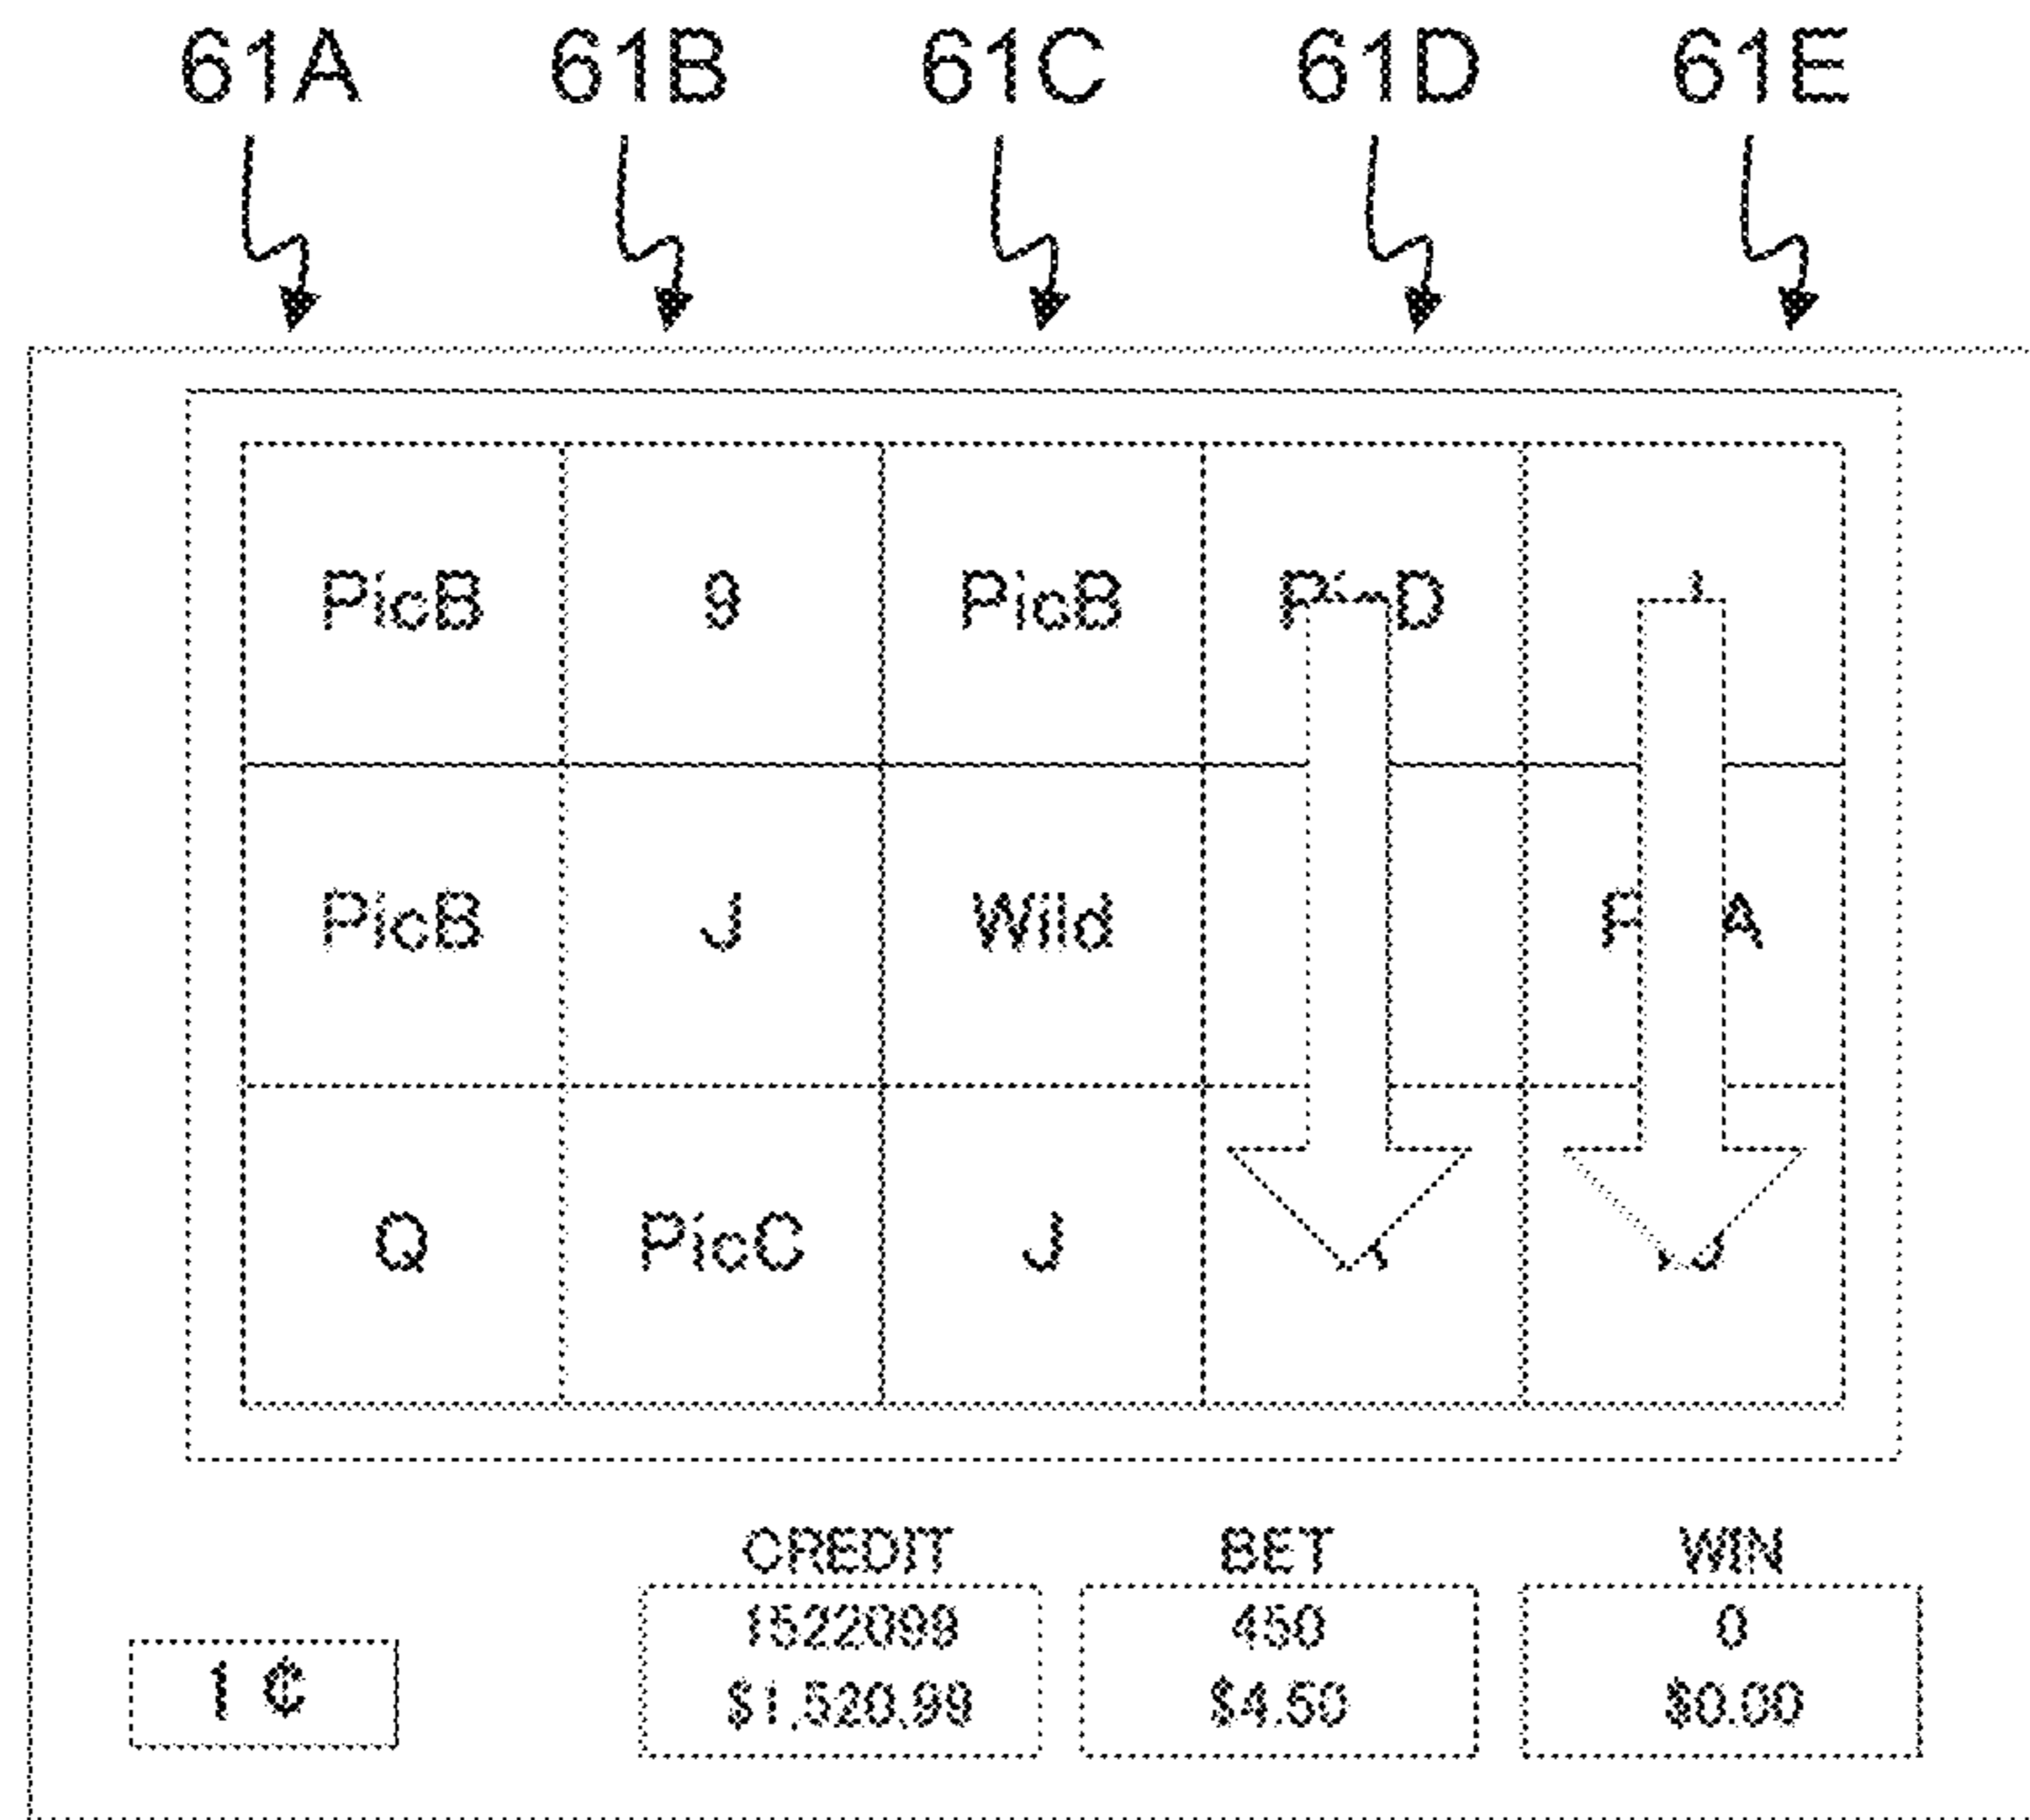 61A 61B 61C 61D 61E
PicB 9 PicB
PicB J Wild
Q PicC J
CREDIT BET WIN
1522099 450 0
1 ¢ $1,520.99 $4.50 $0.00